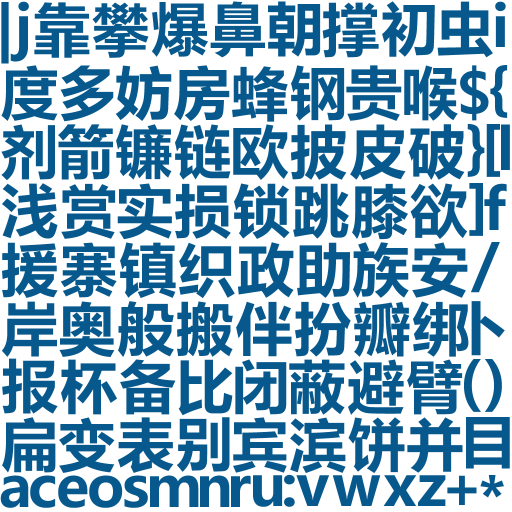 |j靠攀爆鼻朝撑初虫i
度多妨房蜂钢贵喉${
剂箭镰链欧披皮破}[l
浅赏实损锁跳膝欲]f
援寨镇织政助族安/
岸奥般搬伴扮瓣绑卜
报杯备比闭蔽避臂()
扁变表别宾滨饼并目
aceosmnru:vwxz+*